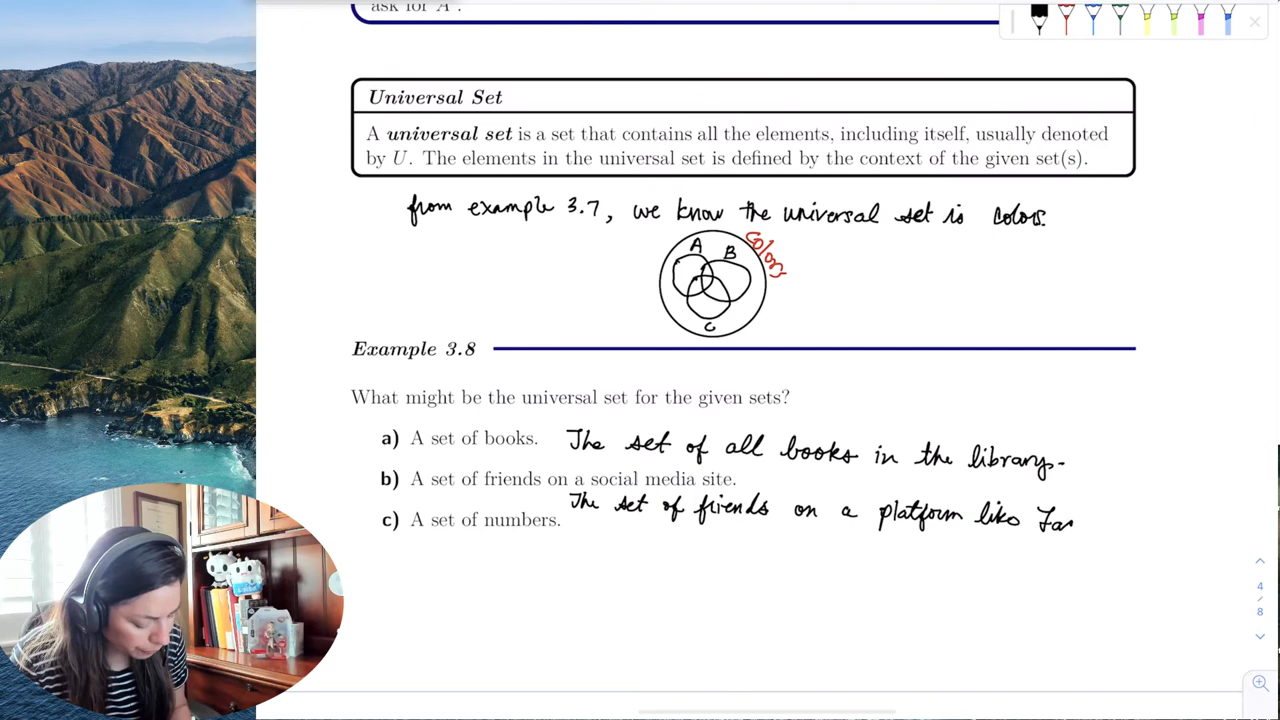 ask for A .
Universal Set
A universal set is a set that contains all the elements, including itself, usually denoted
by U. The elements in the universal set is defined by the context of the given set(s).
from example 3.7, we know the universal set is colors.
A
B
colors
C
Example 3.8
What might be the universal set for the given sets?
a) A set of books.
The set of all books in the library.
b) A set of friends on a social media site.
The set of friends on a platform like Fac
c) A set of numbers.
4
8